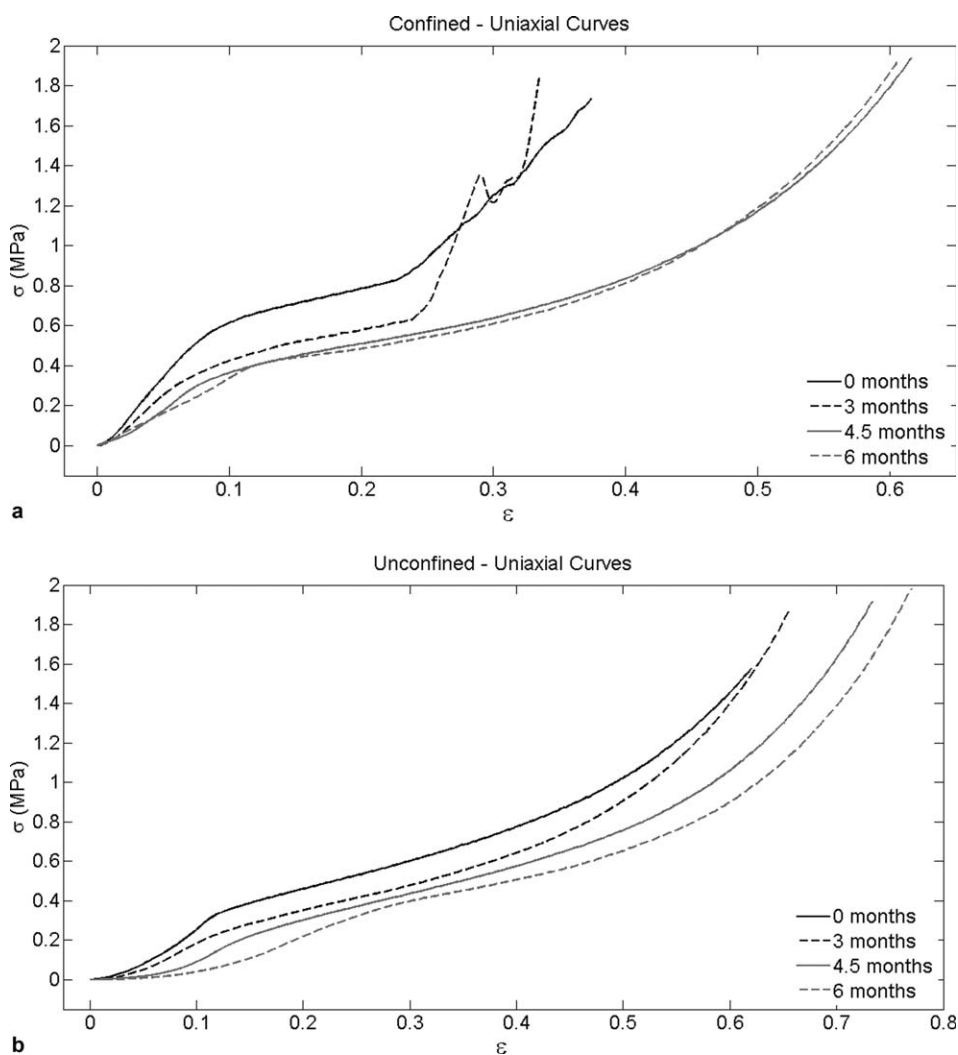 Confined - Uniaxial Curves
2
1.8
1.6
1.4
1.2
1
0.8
0.6
0.4
0.2
0
σ (MPa)
0 months
3 months
4.5 months
6 months
0 0.1 0.2 0.3 0.4 0.5 0.6
a
ε
Unconfined - Uniaxial Curves
2
1.8
1.6
1.4
1.2
1
0.8
0.6
0.4
0.2
0
σ (MPa)
0 months
3 months
4.5 months
6 months
0 0.1 0.2 0.3 0.4 0.5 0.6 0.7 0.8
b
ε